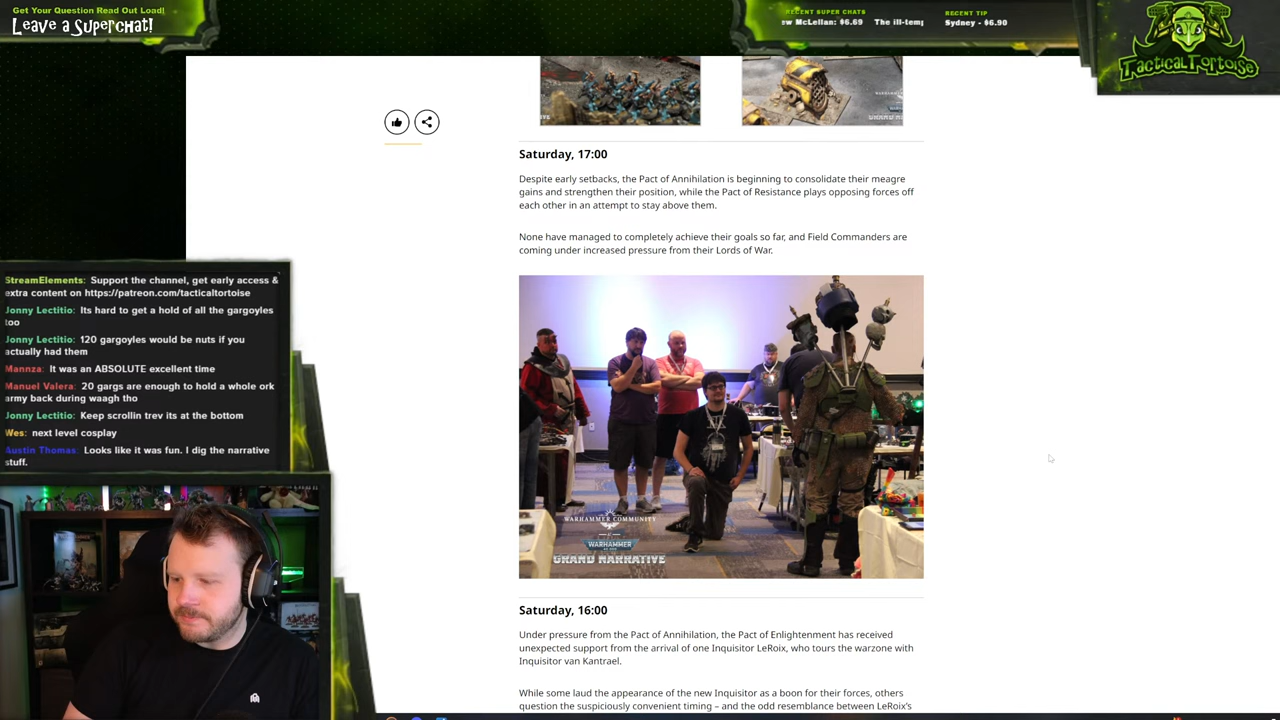 Get Your Question Read Out Load!
Leave a Superchat!
RECENT SUPER CHATS
ew McLellan: $6.69 The ill-temp
RECENT TIP
Sydney - $6.90
TacticalTortoise
Saturday, 17:00
Despite early setbacks, the Pact of Annihilation is beginning to consolidate their meagre
gains and strengthen their position, while the Pact of Resistance plays opposing forces off
each other in an attempt to stay above them.
None have managed to completely achieve their goals so far, and Field Commanders are
coming under increased pressure from their Lords of War.
StreamElements: Support the channel, get early access &
extra content on https://patreon.com/tacticaltortoise
Jonny Lectitio: Its hard to get a hold of all the gargoyles
too
Jonny Lectitio: 120 gargoyles would be nuts if you
actually had them
Mannza: It was an ABSOLUTE excellent time
Manuel Valera: 20 gargs are enough to hold a whole ork
army back during waagh tho
Jonny Lectitio: Keep scrollin trev its at the bottom
Wes: next level cosplay
Austin Thomas: Looks like it was fun. I dig the narrative
stuff.
WARHAMMER COMMUNITY
WARHAMMER
GRAND NARRATIVE
Saturday, 16:00
Under pressure from the Pact of Annihilation, the Pact of Enlightenment has received
unexpected support from the arrival of one Inquisitor LeRoix, who tours the warzone with
Inquisitor van Kantrael.
While some laud the appearance of the new Inquisitor as a boon for their forces, others
question the suspiciously convenient timing – and the odd resemblance between LeRoix's